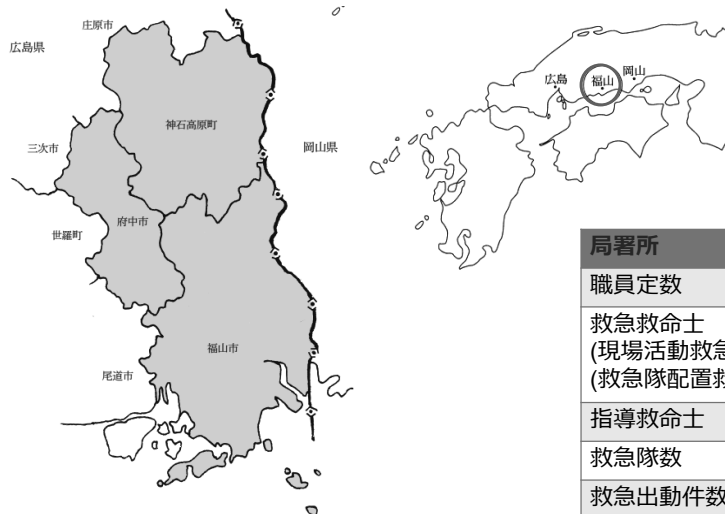 庄原市
広島県
神石高原町
三次市
岡山県
府中市
世羅町
福山市
尾道市
広島
福山
岡山
局署所
職員定数
救急救命士
(現場活動救急
(救急隊配置救
指導救命士
救急隊数
救急出動件数